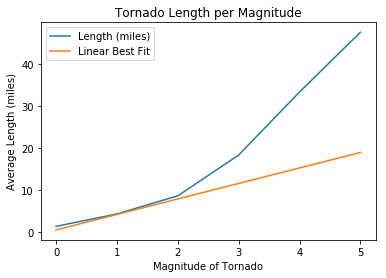 Tornado Length per Magnitude
Length (miles)
Linear Best Fit
Average Length (miles)
40
30
20
10
0
0 1 2 3 4 5
Magnitude of Tornado